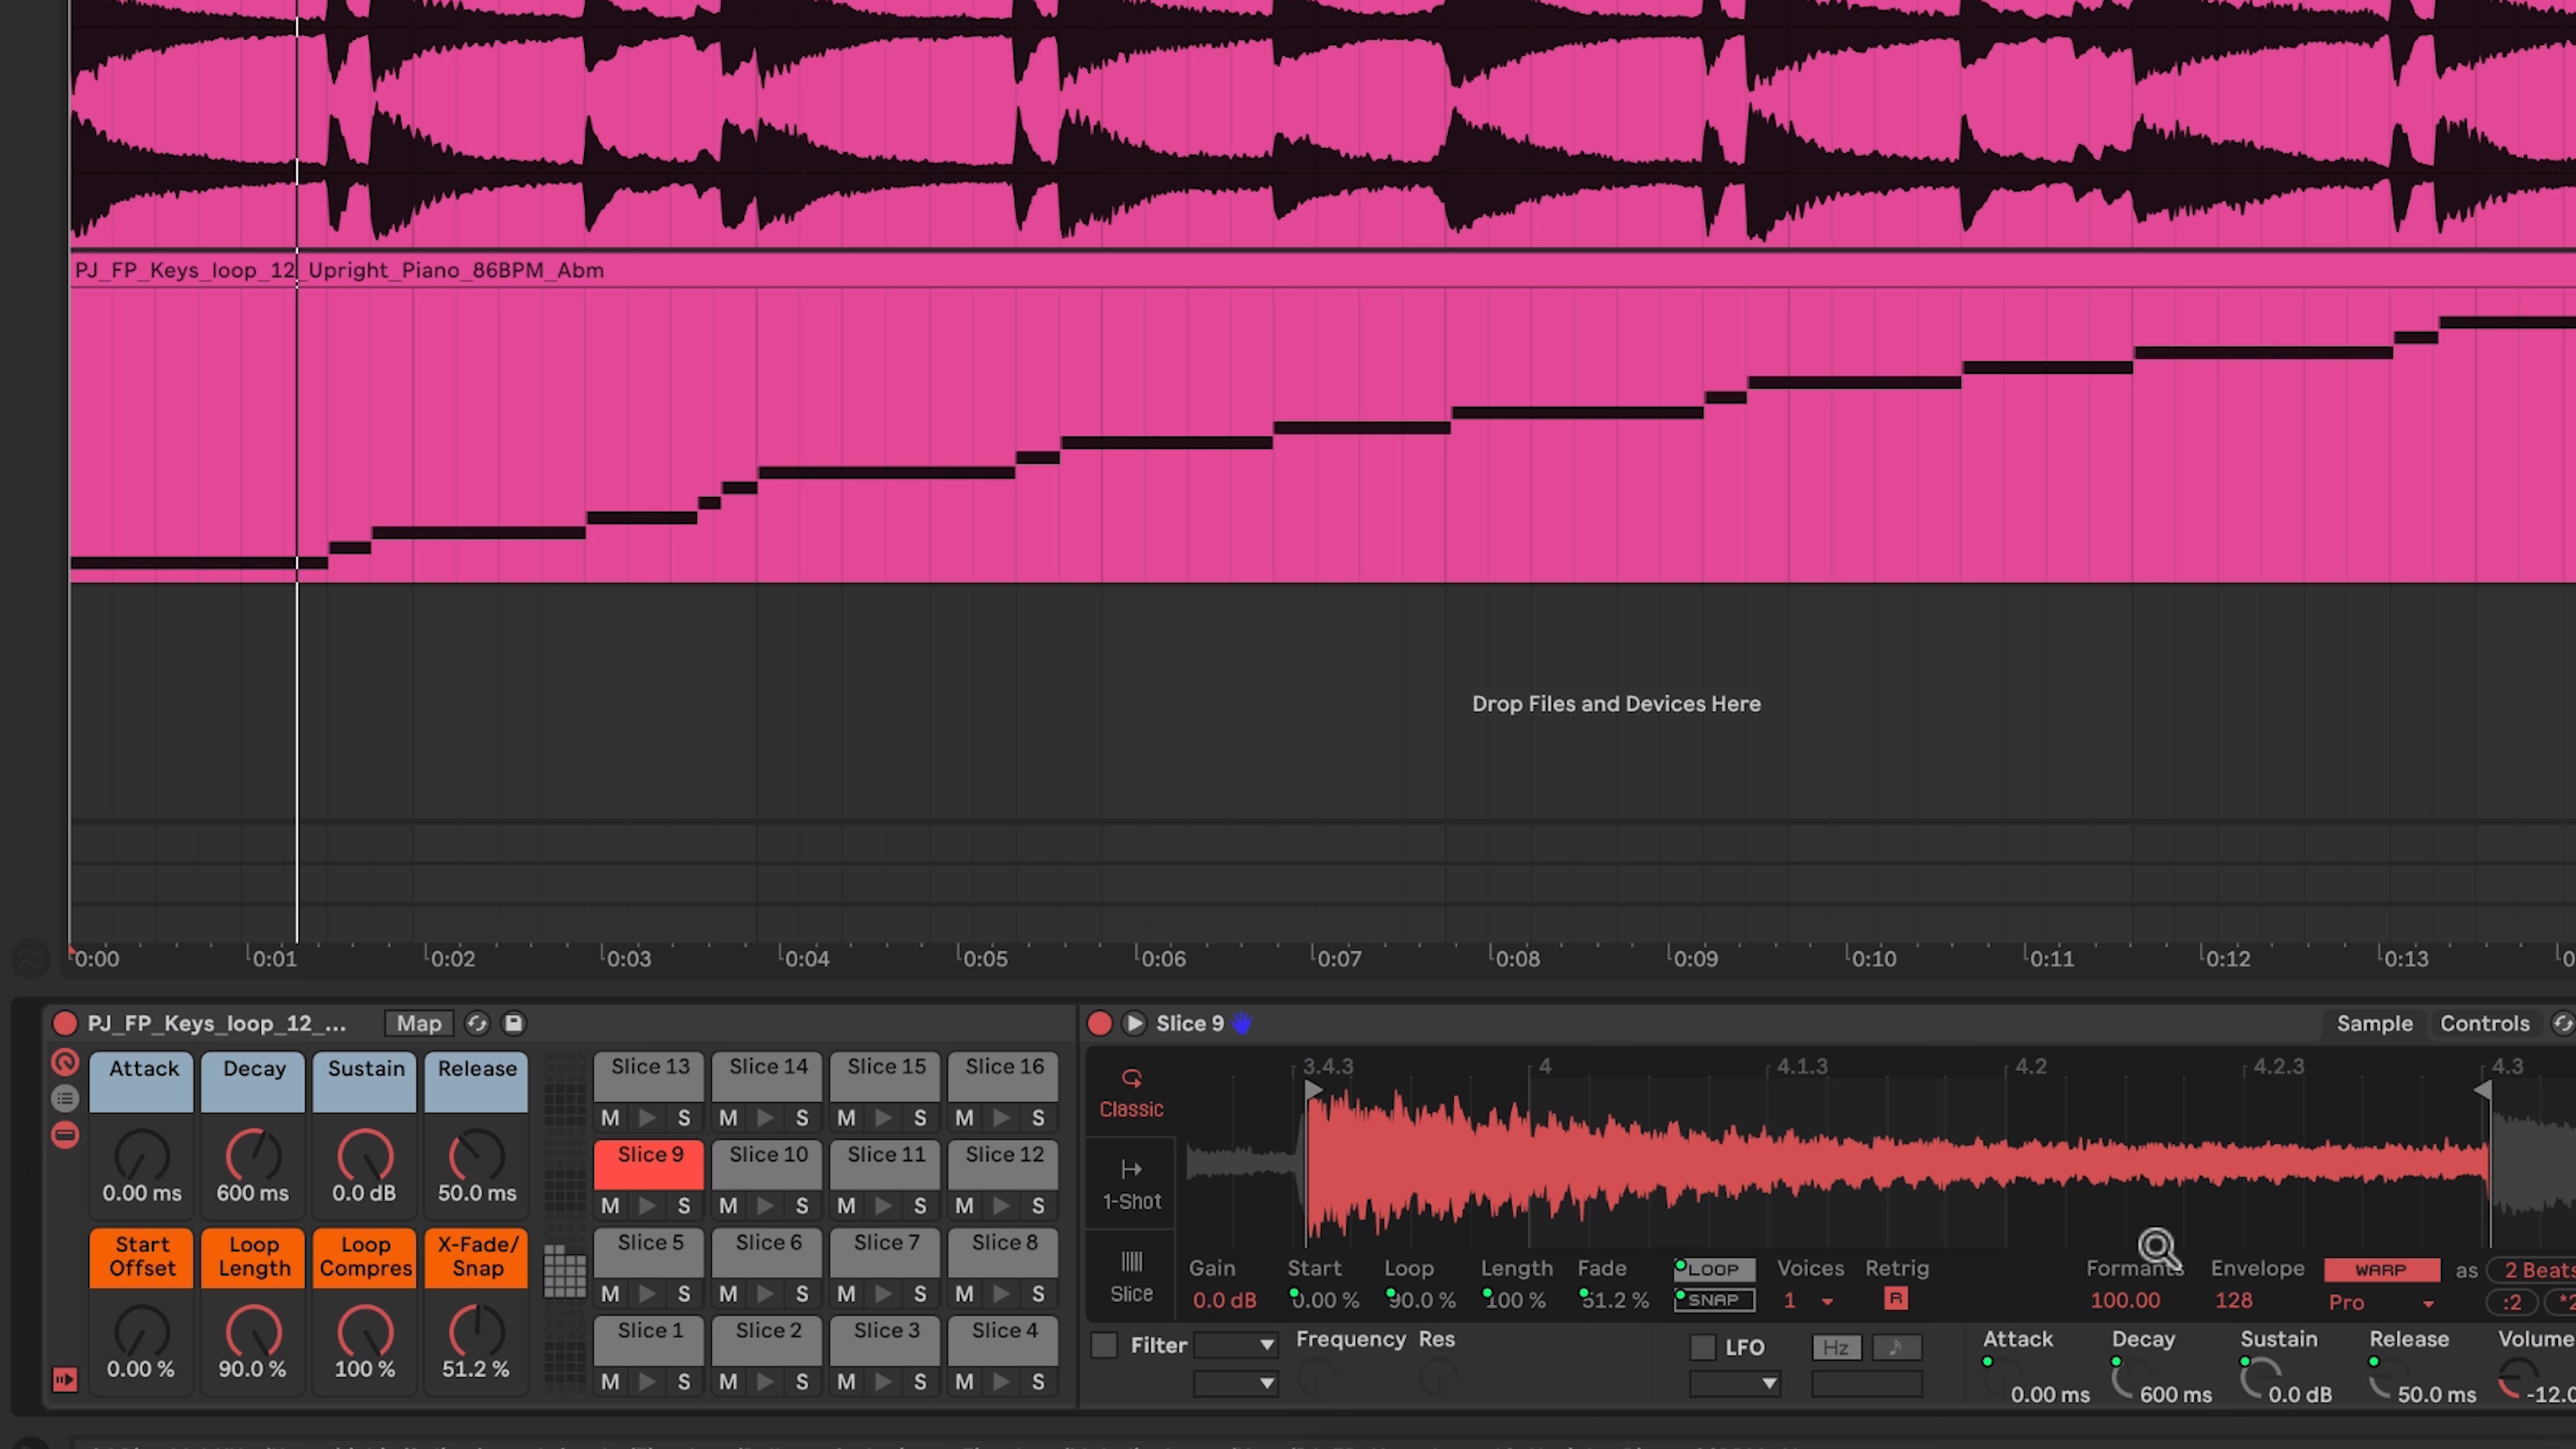 PJ_FP_Keys_loop_12_Upright_Piano_86BPM_Abm
Drop Files and Devices Here
0:00 0:01 0:02 0:03 0:04 0:05 0:06 0:07 0:08 0:09 0:10 0:11 0:12 0:13
PJ_FP_Keys_loop_12_... Map
Attack Decay Sustain Release
0.00 ms 600 ms 0.0 dB 50.0 ms
Start Offset Loop Length Loop Compres X-Fade/ Snap
0.00 % 90.0 % 100 % 51.2 %
Slice 13 Slice 14 Slice 15 Slice 16
M S M S M S M S
Slice 9 Slice 10 Slice 11 Slice 12
M S M S M S M S
Slice 5 Slice 6 Slice 7 Slice 8
M S M S M S M S
Slice 1 Slice 2 Slice 3 Slice 4
M S M S M S M S
Slice 9 Sample Controls
3.4.3 4 4.1.3 4.2 4.2.3 4.3
Classic
1-Shot
Slice
Gain Start Loop Length Fade LOOP Voices Retrig Formants Envelope WARP as 2 Beats
0.0 dB 0.00 % 90.0 % 100 % 51.2 % SNAP 1 R 100.00 128 Pro :2
Filter Frequency Res LFO Hz Attack Decay Sustain Release Volume
0.00 ms 600 ms 0.0 dB 50.0 ms